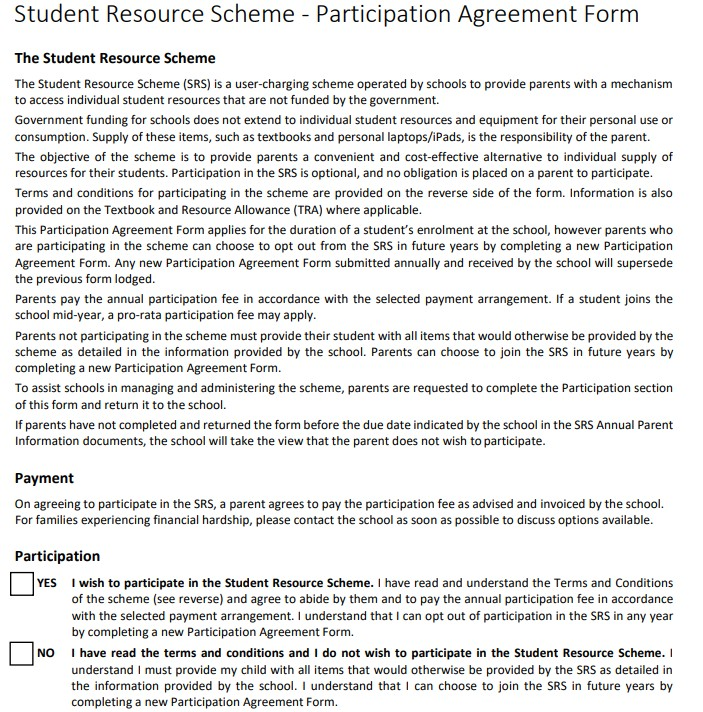 Student Resource Scheme - Participation Agreement Form
The Student Resource Scheme
The Student Resource Scheme (SRS) is a user-charging scheme operated by schools to provide parents with a mechanism
to access individual student resources that are not funded by the government.
Government funding for schools does not extend to individual student resources and equipment for their personal use or
consumption. Supply of these items, such as textbooks and personal laptops/iPads, is the responsibility of the parent.
The objective of the scheme is to provide parents a convenient and cost-effective alternative to individual supply of
resources for their students. Participation in the SRS is optional, and no obligation is placed on a parent to participate.
Terms and conditions for participating in the scheme are provided on the reverse side of the form. Information is also
provided on the Textbook and Resource Allowance (TRA) where applicable.
This Participation Agreement Form applies for the duration of a student's enrolment at the school, however parents who
are participating in the scheme can choose to opt out from the SRS in future years by completing a new Participation
Agreement Form. Any new Participation Agreement Form submitted annually and received by the school will supersede
the previous form lodged.
Parents pay the annual participation fee in accordance with the selected payment arrangement. If a student joins the
school mid-year, a pro-rata participation fee may apply.
Parents not participating in the scheme must provide their student with all items that would otherwise be provided by the
scheme as detailed in the information provided by the school. Parents can choose to join the SRS in future years by
completing a new Participation Agreement Form.
To assist schools in managing and administering the scheme, parents are requested to complete the Participation section
of this form and return it to the school.
If parents have not completed and returned the form before the due date indicated by the school in the SRS Annual Parent
Information documents, the school will take the view that the parent does not wish to participate.
Payment
On agreeing to participate in the SRS, a parent agrees to pay the participation fee as advised and invoiced by the school.
For families experiencing financial hardship, please contact the school as soon as possible to discuss options available.
Participation
YES I wish to participate in the Student Resource Scheme. I have read and understand the Terms and Conditions
of the scheme (see reverse) and agree to abide by them and to pay the annual participation fee in accordance
with the selected payment arrangement. I understand that I can opt out of participation in the SRS in any year
by completing a new Participation Agreement Form.
NO I have read the terms and conditions and I do not wish to participate in the Student Resource Scheme. I
understand I must provide my child with all items that would otherwise be provided by the SRS as detailed in
the information provided by the school. I understand that I can choose to join the SRS in future years by
completing a new Participation Agreement Form.